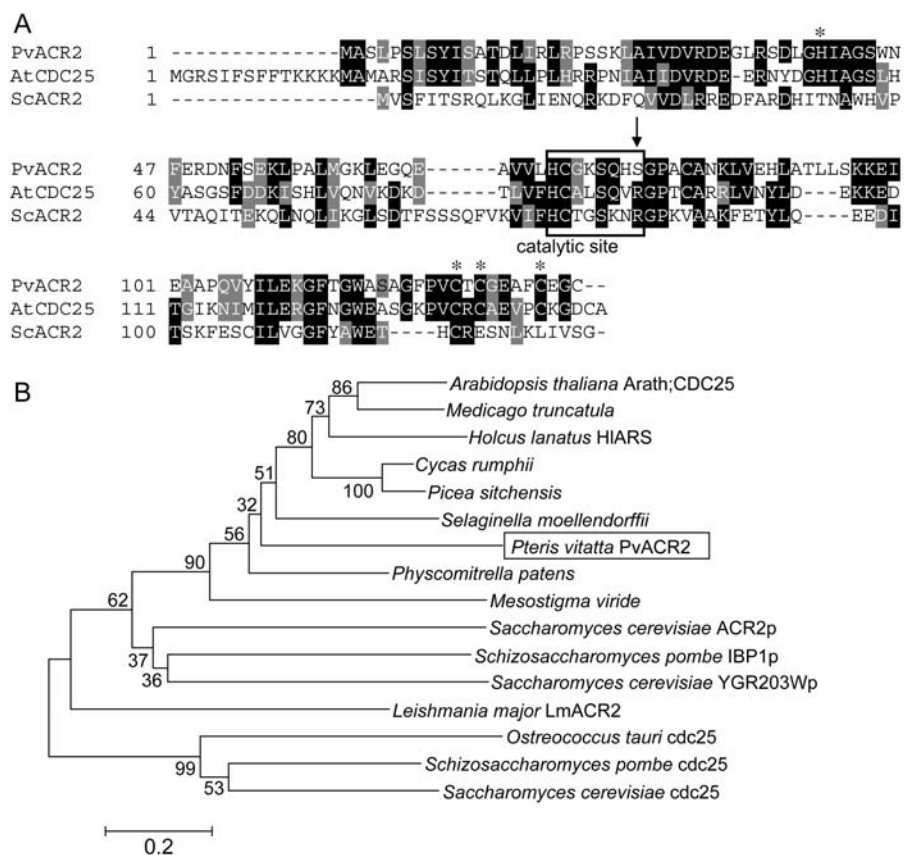 A
*
PvACR2 1 --------------MASLPSLSYISATDLIRLRPSSKLAIVDVRDEGLRSDLGHIAGSWN
AtCDC25 1 MGRSIFSFFTKKKKMAMARSISYITSTQLLPLHRRPNIAIIDVRDE-ERNYDGHIAGSLH
ScACR2 1 -----------------MVSFITSRQLKGLIENQRKDFQVVDLRREDFARDHITNAWHVP
PvACR2 47 FERDNFSEKLPALMGKLEGQE------AVVLHCGKSQHSGPACANKLVEHLATLLSKKEI
AtCDC25 60 YASGSFDDKISHLVQNVKDKD------TLVFHCALSQVRGPTCARRLVNYLD---EKKED
ScACR2 44 VTAQITEKQLNQLIKGLSDTFSSSQFVKVIFHCTGSKNRGPKVAAKFETYLQ----EEDI
catalytic site
* * *
PvACR2 101 EAAPQVYILEKGFTGWASAGFPVCTCGEAFCEGC--
AtCDC25 111 TGIKNIMILERGFNGWEASGKPVCRCAEVPCKGDCA
ScACR2 100 TSKFESCILVGGFYAWET----HCRESNLKLIVSG-
B
86 Arabidopsis thaliana Arath;CDC25
73 Medicago truncatula
80 Holcus lanatus HlARS
51 Cycas rumphii
100 Picea sitchensis
32 Selaginella moellendorffii
56 Pteris vitatta PvACR2
90 Physcomitrella patens
62 Mesostigma viride
37 Saccharomyces cerevisiae ACR2p
36 Schizosaccharomyces pombe IBP1p
Saccharomyces cerevisiae YGR203Wp
Leishmania major LmACR2
Ostreococcus tauri cdc25
99 Schizosaccharomyces pombe cdc25
53 Saccharomyces cerevisiae cdc25
0.2